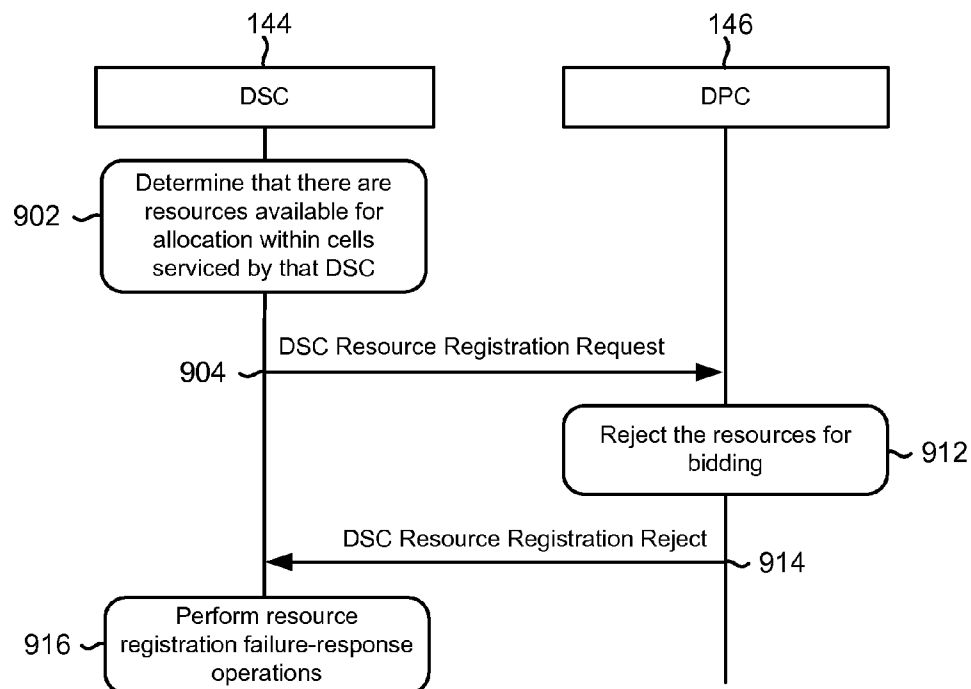 144
146
DSC
DPC
Determine that there are
resources available for
allocation within cells
serviced by that DSC
902
DSC Resource Registration Request
904
Reject the resources for
bidding
912
DSC Resource Registration Reject
914
Perform resource
registration failure-response
operations
916